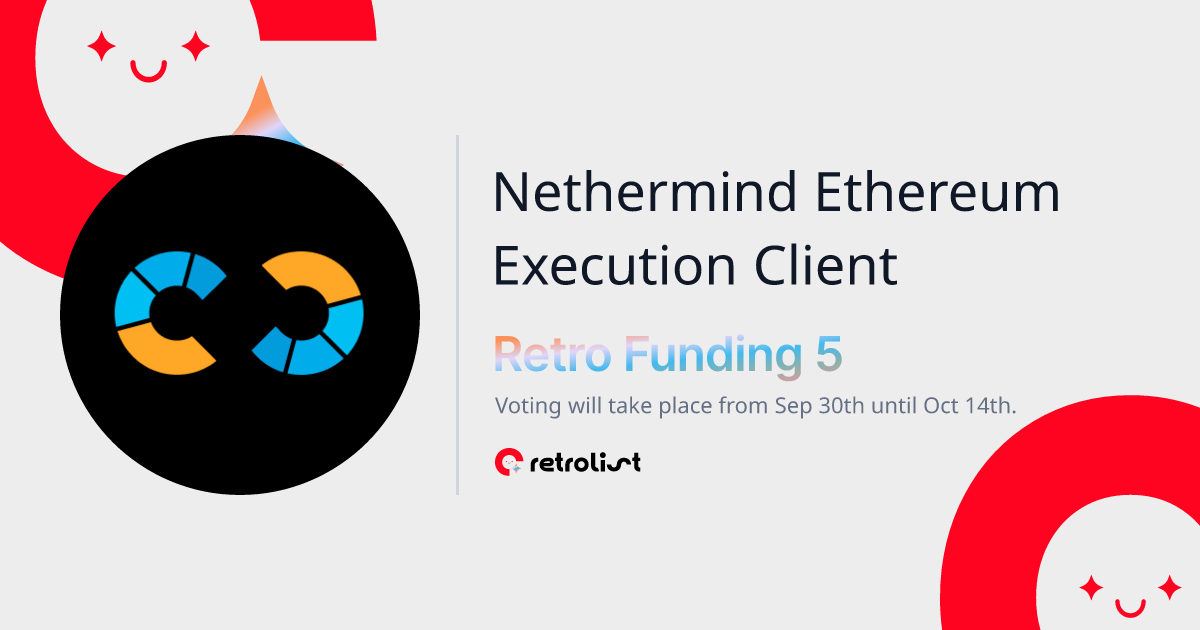 Nethermind Ethereum
Execution Client
Retro Funding 5
Voting will take place from Sep 30th until Oct 14th.
retrolist